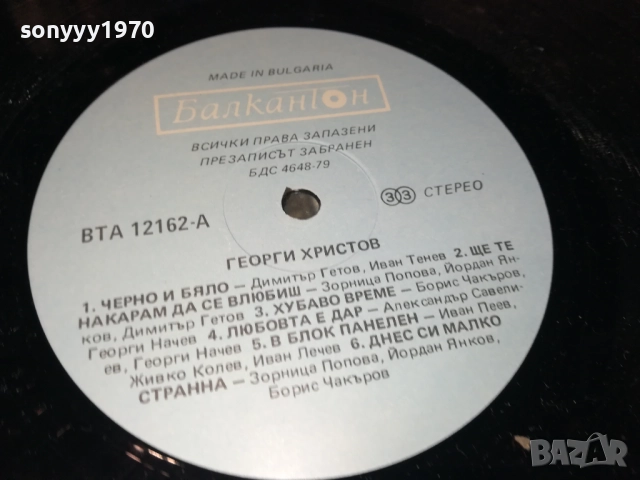 sonyyy1970
MADE IN BULGARIA
Балкантон
ВСИЧКИ ПРАВА ЗАПАЗЕНИ
ПРЕЗАПИСЪТ ЗАБРАНЕН
БДС 4648-79
ВТА 12162-А
33 СТЕРЕО
ГЕОРГИ ХРИСТОВ
1. ЧЕРНО И БЯЛО – Димитър Гетов, Иван Тенев 2. ЩЕ ТЕ
НАКАРАМ ДА СЕ ВЛЮБИШ – Зорница Попова, Йордан Ян-
ков, Димитър Гетов 3. ХУБАВО ВРЕМЕ – Борис Чакъров,
Георги Начев 4. ЛЮБОВТА Е ДАР – Александър Савели-
ев, Георги Начев 5. В БЛОК ПАНЕЛЕН – Иван Пеев,
Живко Колев, Иван Печев 6. ДНЕС СИ МАЛКО
СТРАННА – Зорница Попова, Йордан Янков,
Борис Чакъров
BAZAR